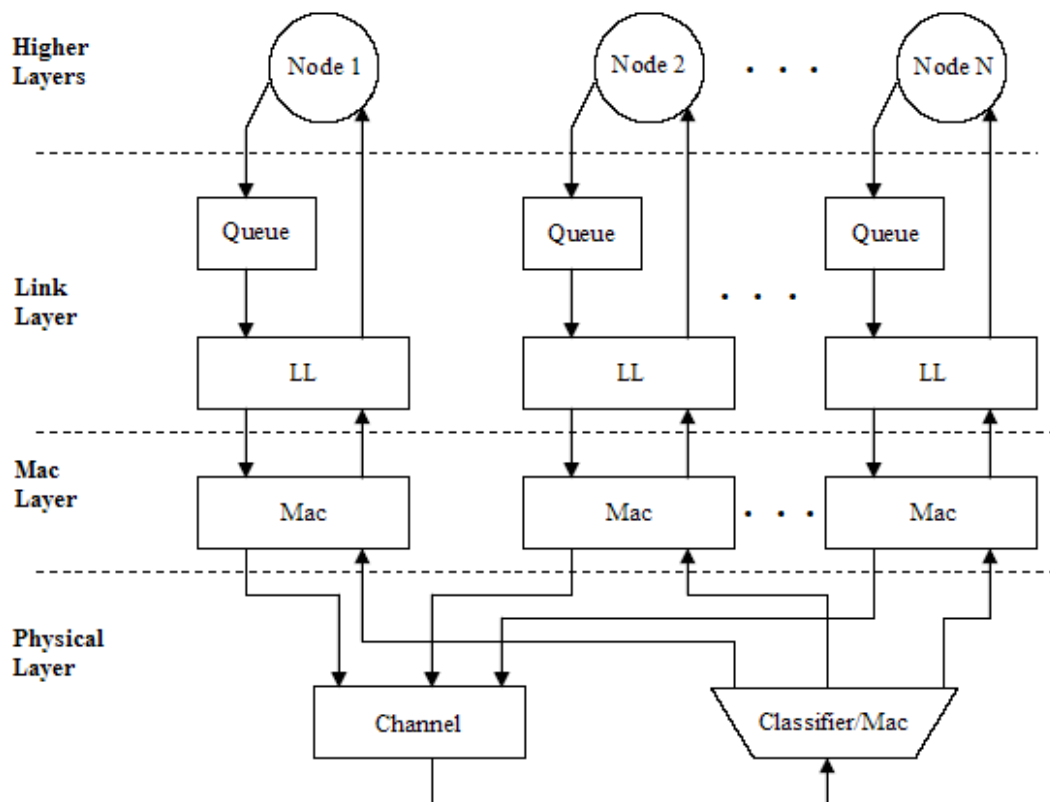 Higher
Layers
Node 1
Node 2
. . .
Node N
Queue
Queue
Queue
Link
Layer
. . .
LL
LL
LL
Mac
Layer
Mac
Mac
. . .
Mac
Physical
Layer
Channel
Classifier/Mac